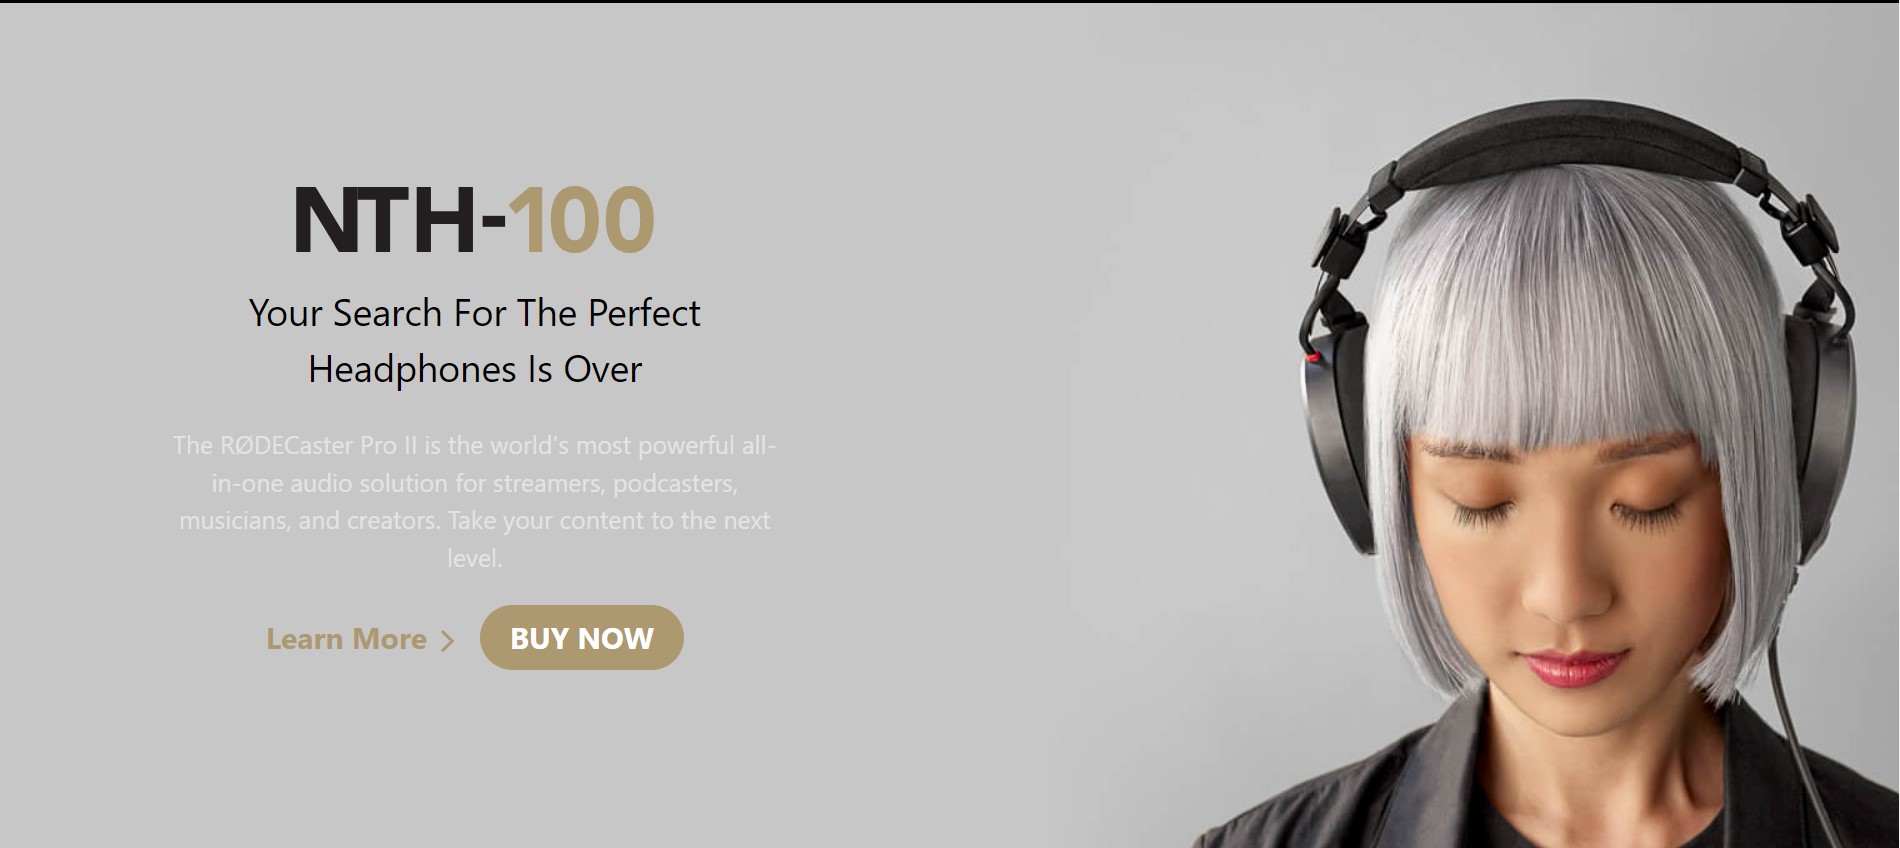 NTH-100
Your Search For The Perfect
Headphones Is Over
The RØDECaster Pro II is the world's most powerful all-
in-one audio solution for streamers, podcasters,
musicians, and creators. Take your content to the next
level.
Learn More
BUY NOW